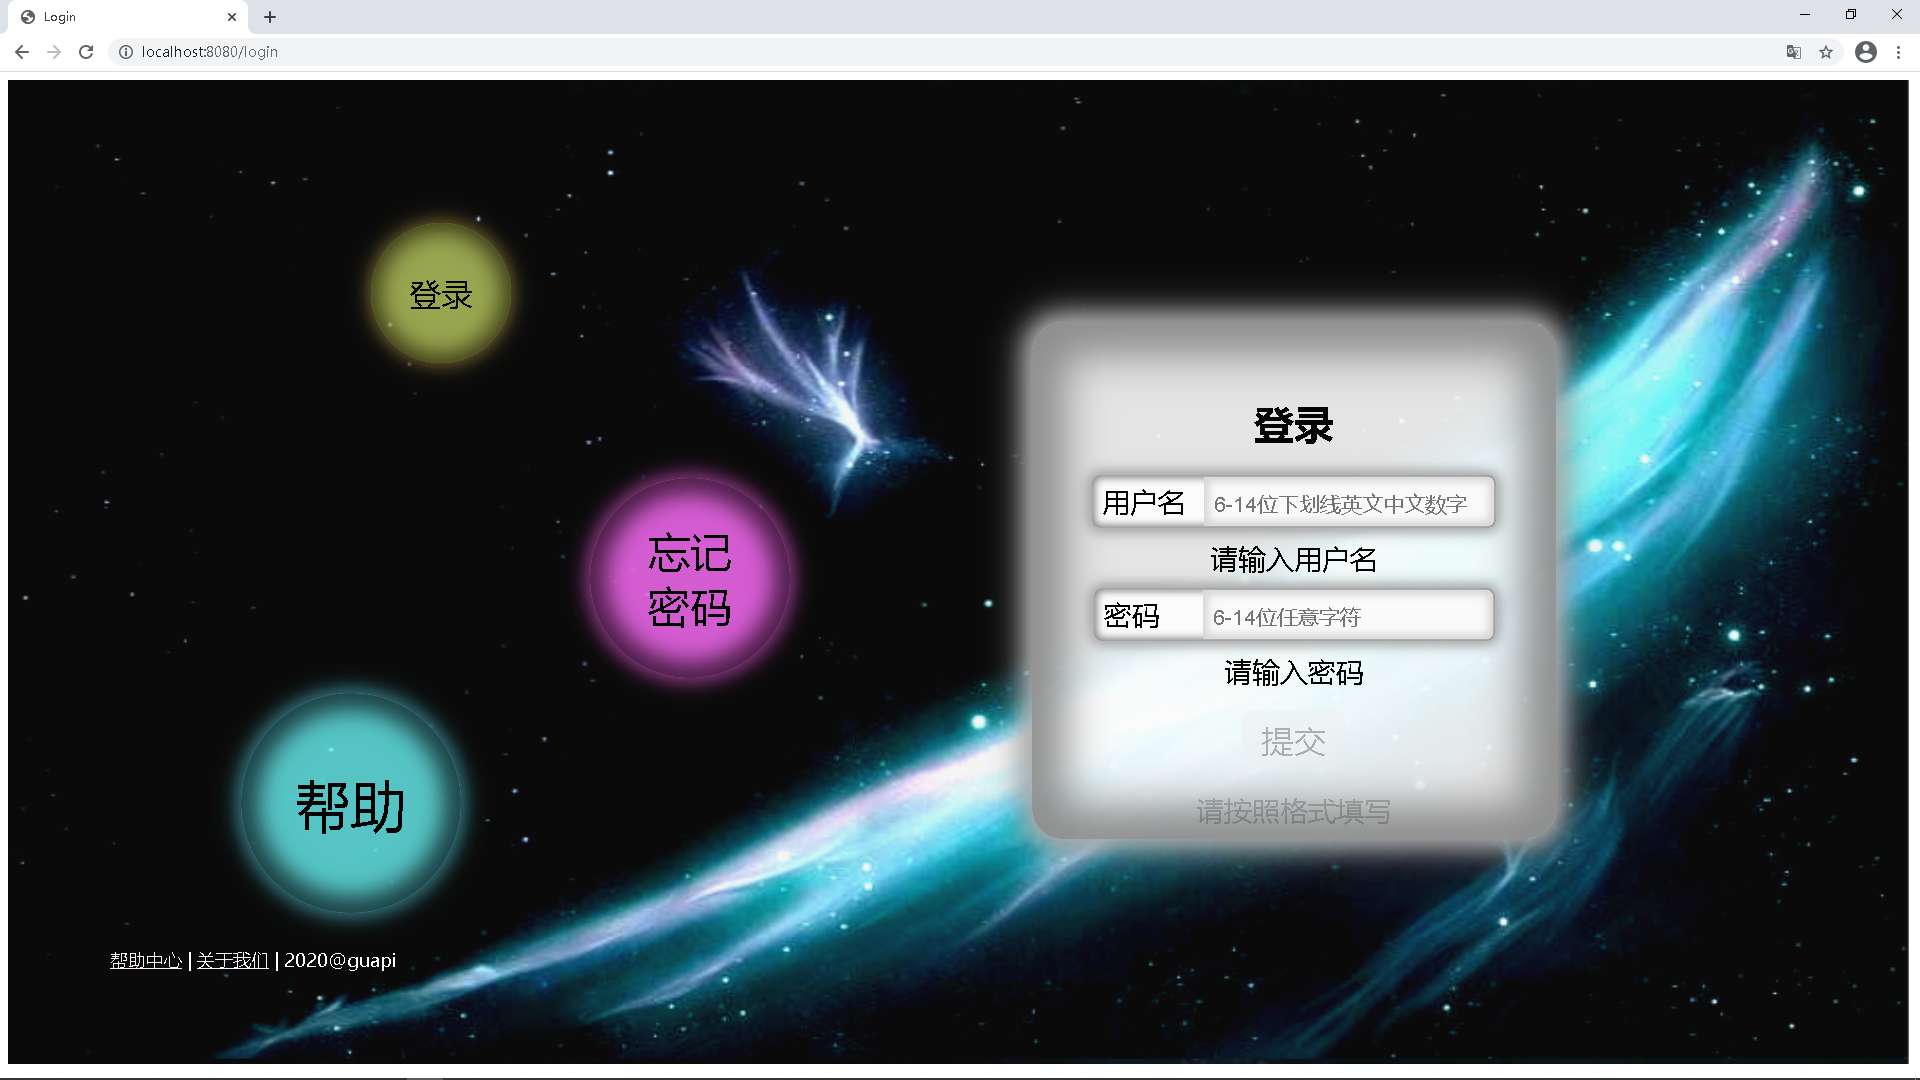 Login
localhost:8080/login
登录
忘记
密码
帮助
登录
用户名 6-14位下划线英文中文数字
请输入用户名
密码 6-14位任意字符
请输入密码
提交
请按照格式填写
帮助中心 | 关于我们 | 2020@guapi